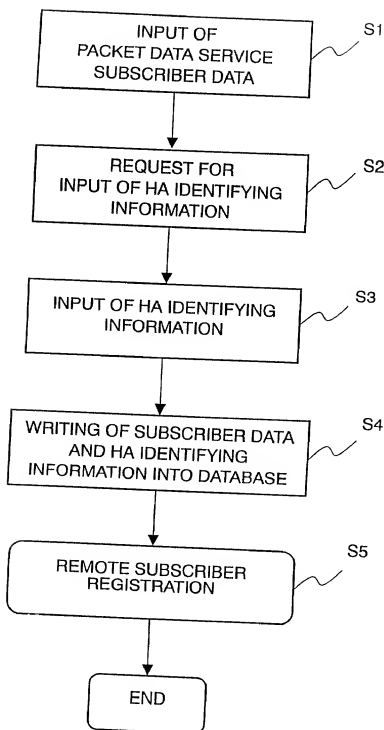 INPUT OF
PACKET DATA SERVICE
SUBSCRIBER DATA
S1
REQUEST FOR
INPUT OF HA IDENTIFYING
INFORMATION
S2
INPUT OF HA IDENTIFYING
INFORMATION
S3
WRITING OF SUBSCRIBER DATA
AND HA IDENTIFYING
INFORMATION INTO DATABASE
S4
REMOTE SUBSCRIBER
REGISTRATION
S5
END